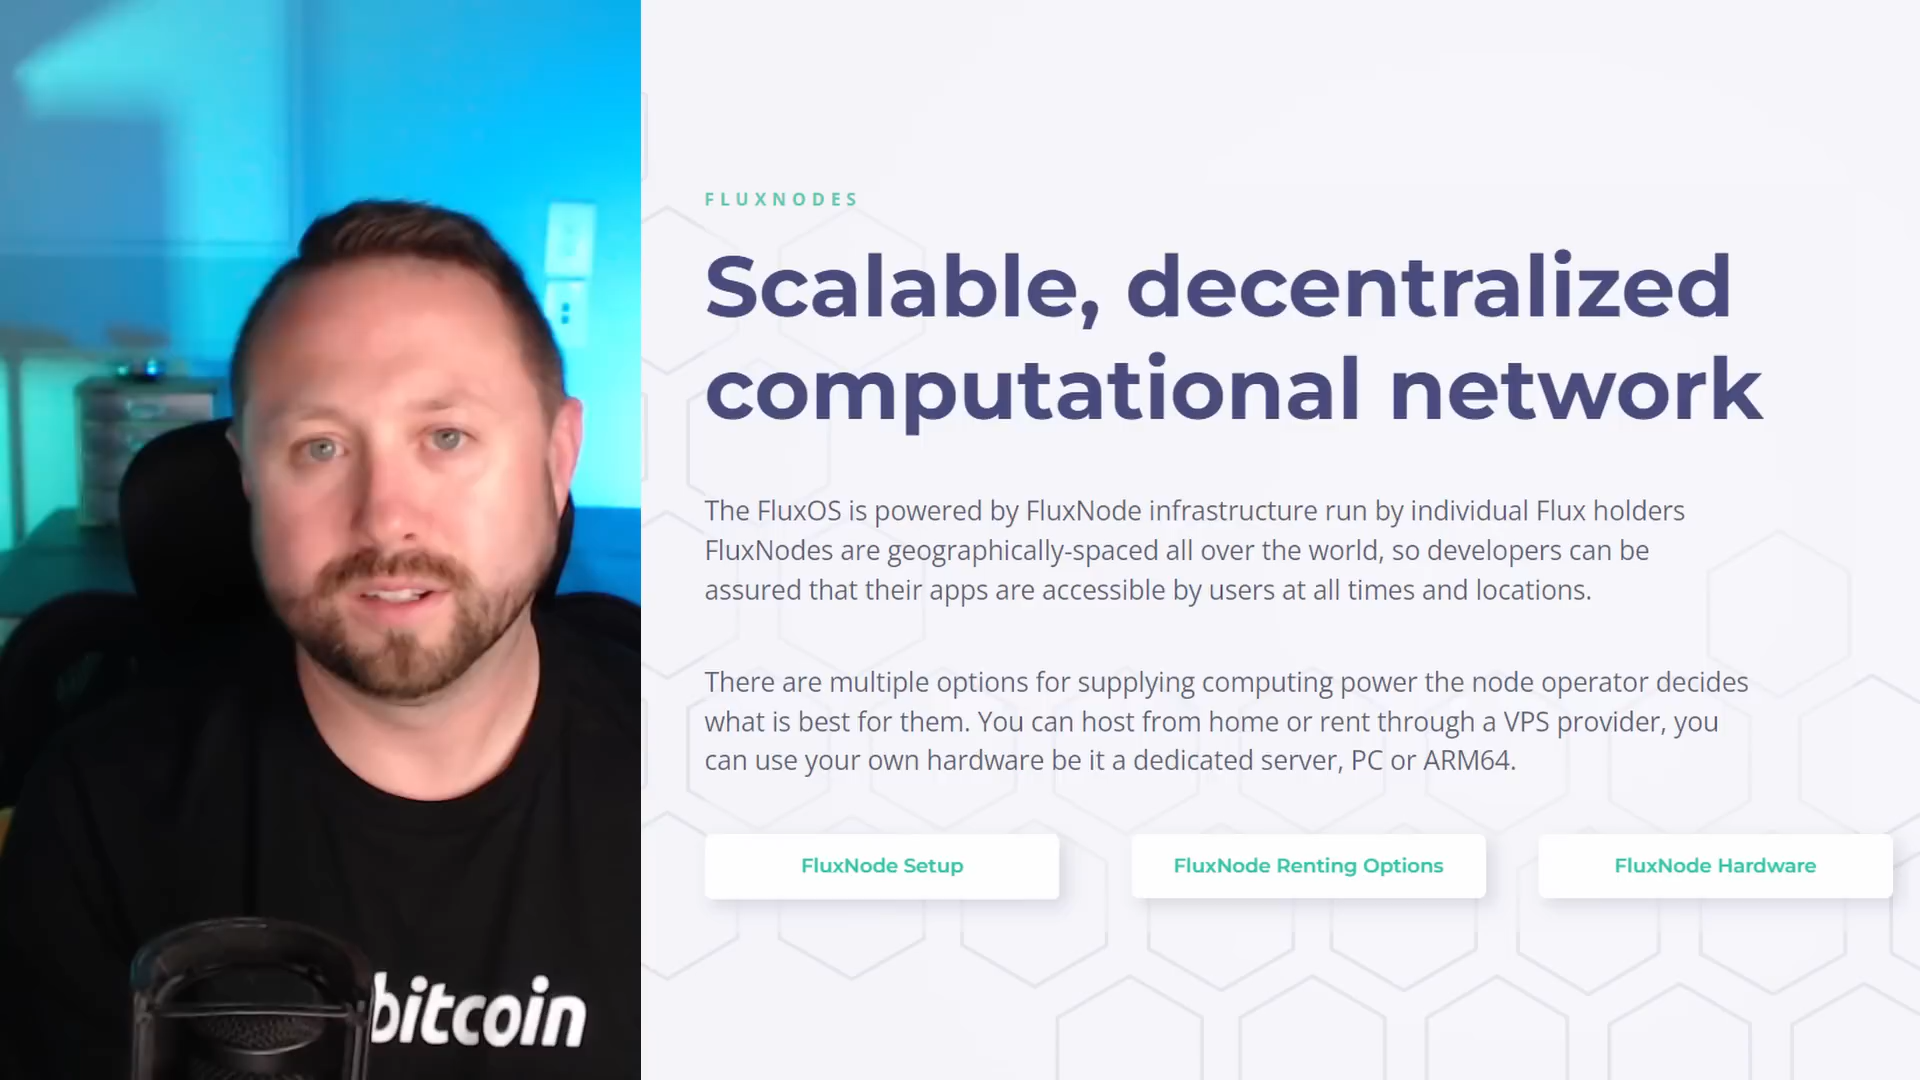 FLUXNODES
Scalable, decentralized
computational network
The FluxOS is powered by FluxNode infrastructure run by individual Flux holders
FluxNodes are geographically-spaced all over the world, so developers can be
assured that their apps are accessible by users at all times and locations.
There are multiple options for supplying computing power the node operator decides
what is best for them. You can host from home or rent through a VPS provider, you
can use your own hardware be it a dedicated server, PC or ARM64.
FluxNode Setup
FluxNode Renting Options
FluxNode Hardware
bitcoin